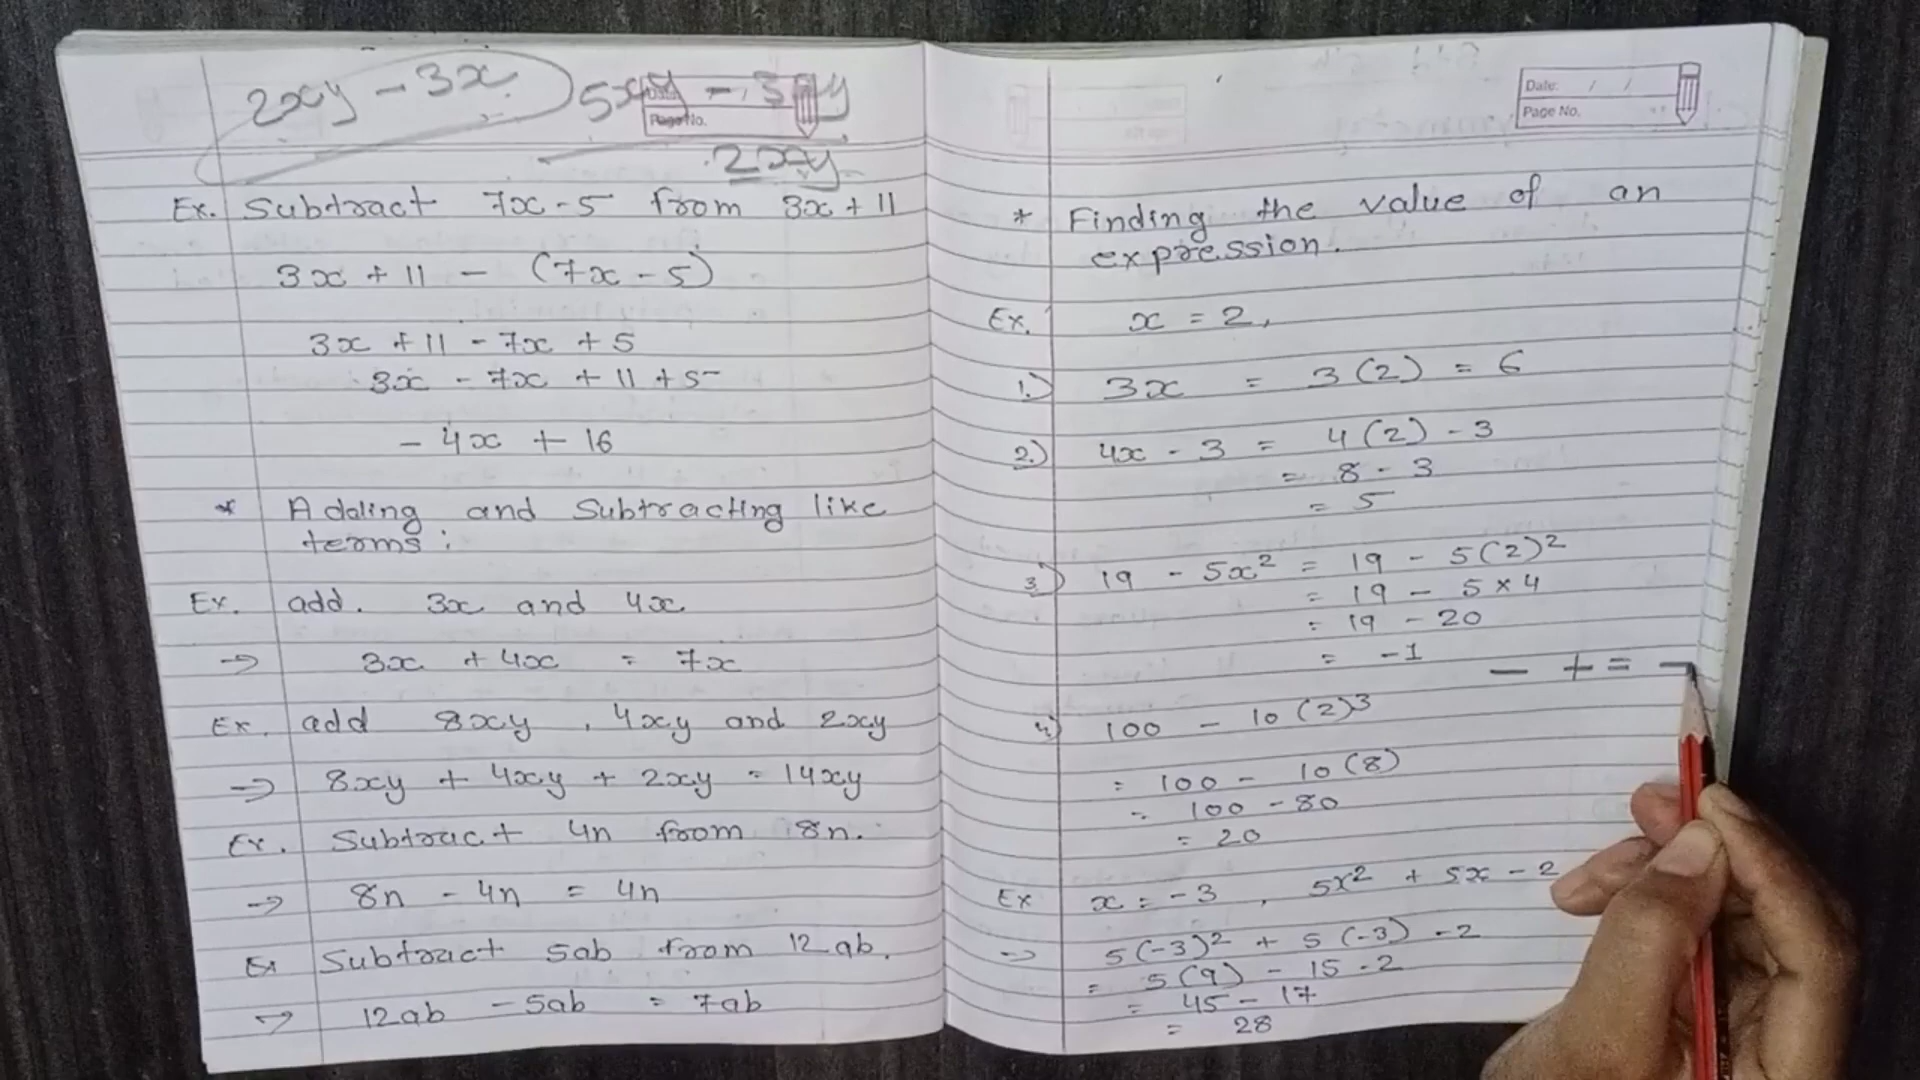 2xy - 3x
5xy - 3xy
Page No.
2xy
Ex. Subtract 7x-5 from 3x+11
3x + 11 - (7x - 5)
3x + 11 - 7x + 5
3x - 7x + 11 + 5
- 4x + 16
* Adding and Subtracting like
terms :
Ex. add. 3x and 4x
→ 3x + 4x = 7x
Ex. add 8xy , 4xy and 2xy
→ 8xy + 4xy + 2xy = 14xy
Ex. Subtract 4n from 8n.
→ 8n - 4n = 4n
Ex Subtract 5ab from 12ab.
→ 12ab - 5ab = 7ab
Date: / /
Page No.
* Finding the value of an
expression.
Ex. x = 2,
1.) 3x = 3(2) = 6
2.) 4x - 3 = 4(2) - 3
= 8 - 3
= 5
3) 19 - 5x² = 19 - 5(2)²
= 19 - 5 × 4
= 19 - 20
= -1
- + = -
4) 100 - 10(2)³
= 100 - 10(8)
= 100 - 80
= 20
Ex x = -3 , 5x² + 5x - 2
→ 5(-3)² + 5(-3) - 2
= 5(9) - 15 - 2
= 45 - 17
= 28